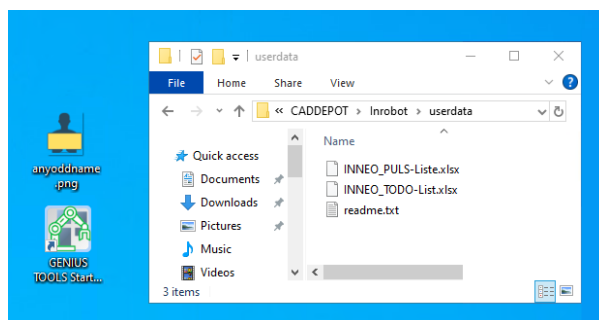 userdata
File Home Share View
« CADDEPOT > Inrobot > userdata
Name
Quick access
Documents
Downloads
Pictures
Music
Videos
INNEO_PULS-Liste.xlsx
INNEO_TODO-List.xlsx
readme.txt
3 items
anyoddname
.png
GENIUS
TOOLS Start...